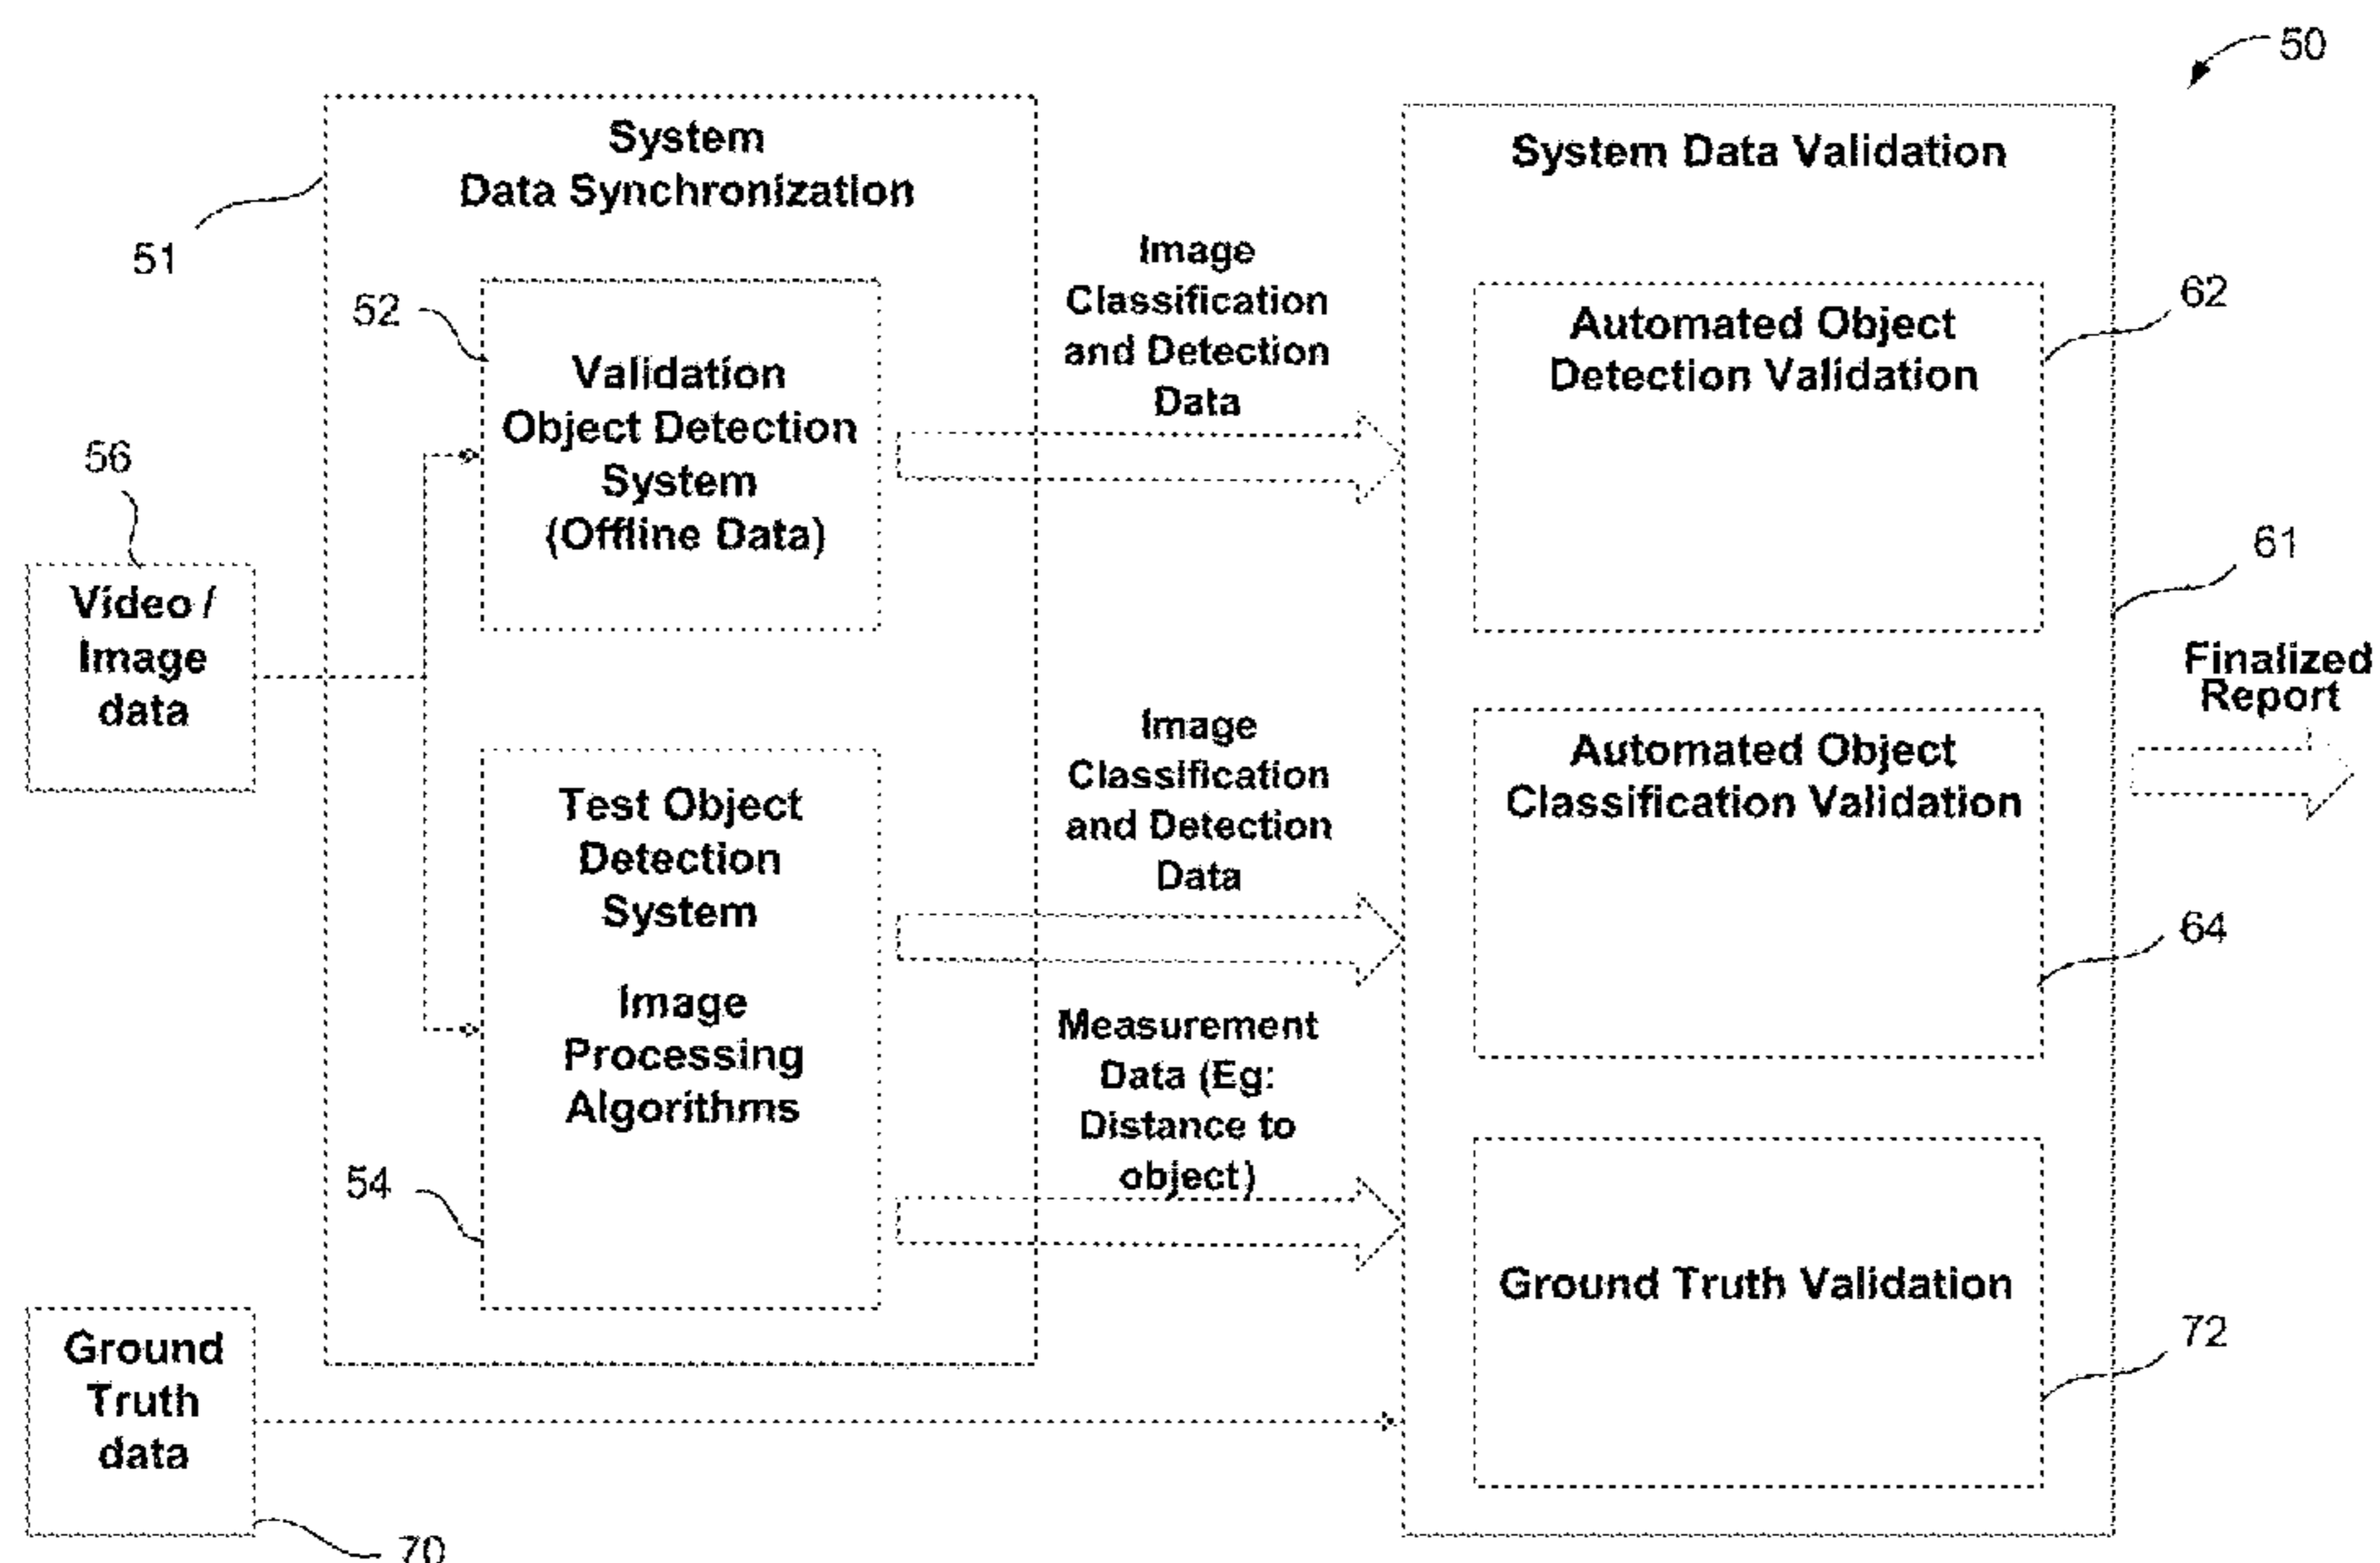 50
System
Data Synchronization
51
52
Validation
Object Detection
System
(Offline Data)
56
Video /
Image
data
Test Object
Detection
System
Image
Processing
Algorithms
54
Ground
Truth
data
70
Image
Classification
and Detection
Data
Image
Classification
and Detection
Data
Measurement
Data (Eg:
Distance to
object)
System Data Validation
Automated Object
Detection Validation
62
61
Automated Object
Classification Validation
64
Ground Truth Validation
72
Finalized
Report